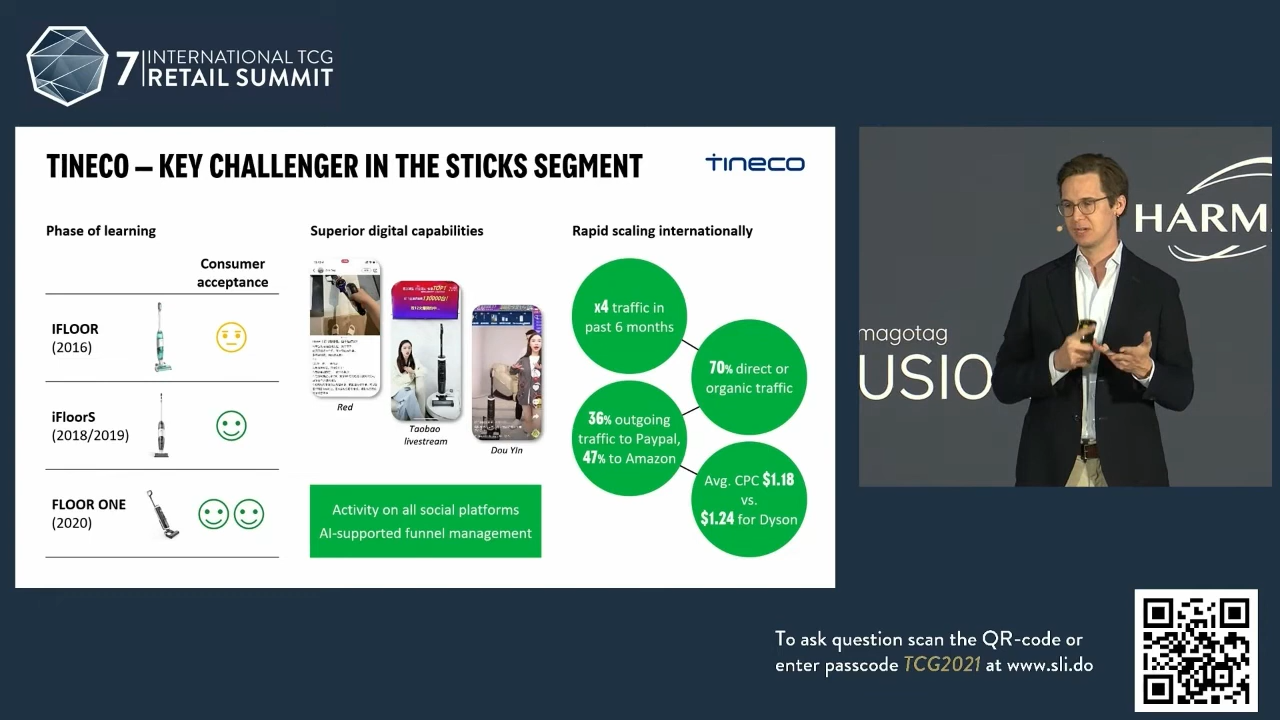 7 INTERNATIONAL TCG
RETAIL SUMMIT
TINECO – KEY CHALLENGER IN THE STICKS SEGMENT
tineco
Phase of learning
Consumer
acceptance
IFLOOR
(2016)
iFloorS
(2018/2019)
FLOOR ONE
(2020)
Superior digital capabilities
Red
Taobao
livestream
Dou Yin
Activity on all social platforms
AI-supported funnel management
Rapid scaling internationally
x4 traffic in
past 6 months
70% direct or
organic traffic
36% outgoing
traffic to Paypal,
47% to Amazon
Avg. CPC $1.18
vs.
$1.24 for Dyson
HARM
magotag
USIO
To ask question scan the QR-code or
enter passcode TCG2021 at www.sli.do